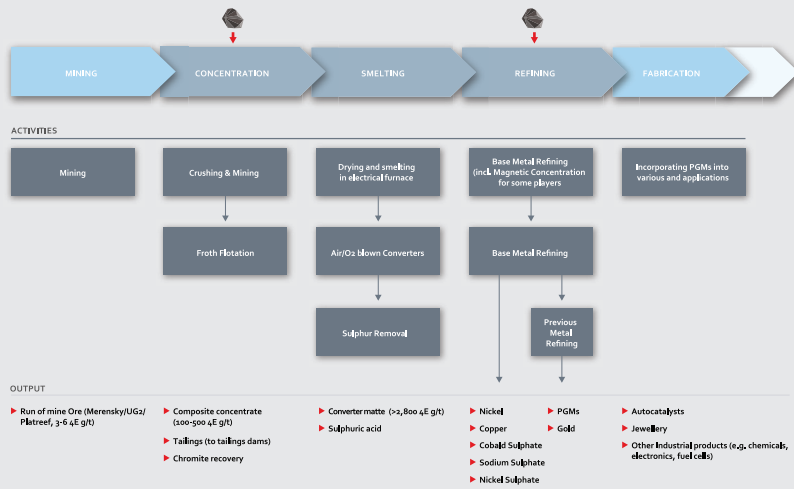 MINING
CONCENTRATION
SMELTING
REFINING
FABRICATION
ACTIVITIES
Mining
Crushing & Mining
Drying and smelting
in electrical furnace
Base Metal Refining
(incl. Magnetic Concentration
for some players
Incorporating PGMs into
various and applications
Froth Flotation
Air/O2 blown Converters
Base Metal Refining
Sulphur Removal
Previous
Metal
Refining
OUTPUT
Run of mine Ore (Merensky/UG2/
Platreef, 3-6 4E g/t)
Composite concentrate
(100-500 4E g/t)
Tailings (to tailings dams)
Chromite recovery
Converter matte (>2,800 4E g/t)
Sulphuric acid
Nickel
Copper
Cobald Sulphate
Sodium Sulphate
Nickel Sulphate
PGMs
Gold
Autocatalysts
Jewellery
Other Industrial products (e.g. chemicals,
electronics, fuel cells)